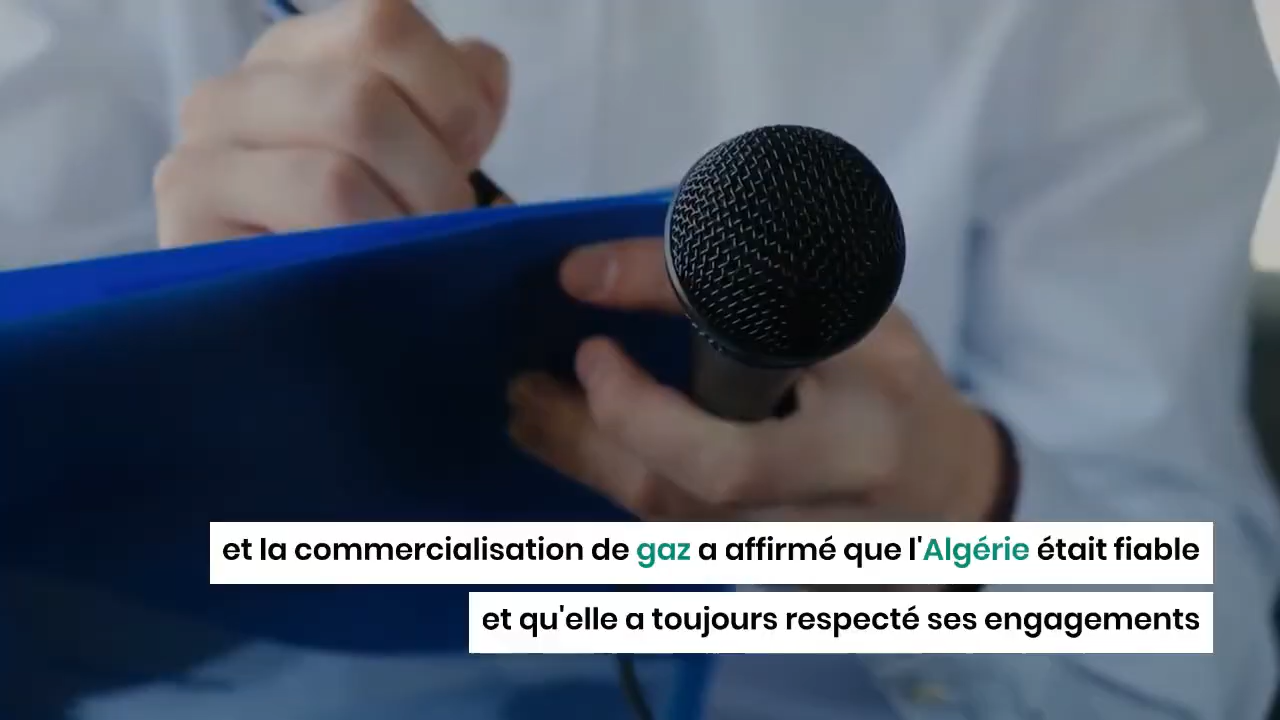 et la commercialisation de gaz a affirmé que l'Algérie était fiable
et qu'elle a toujours respecté ses engagements